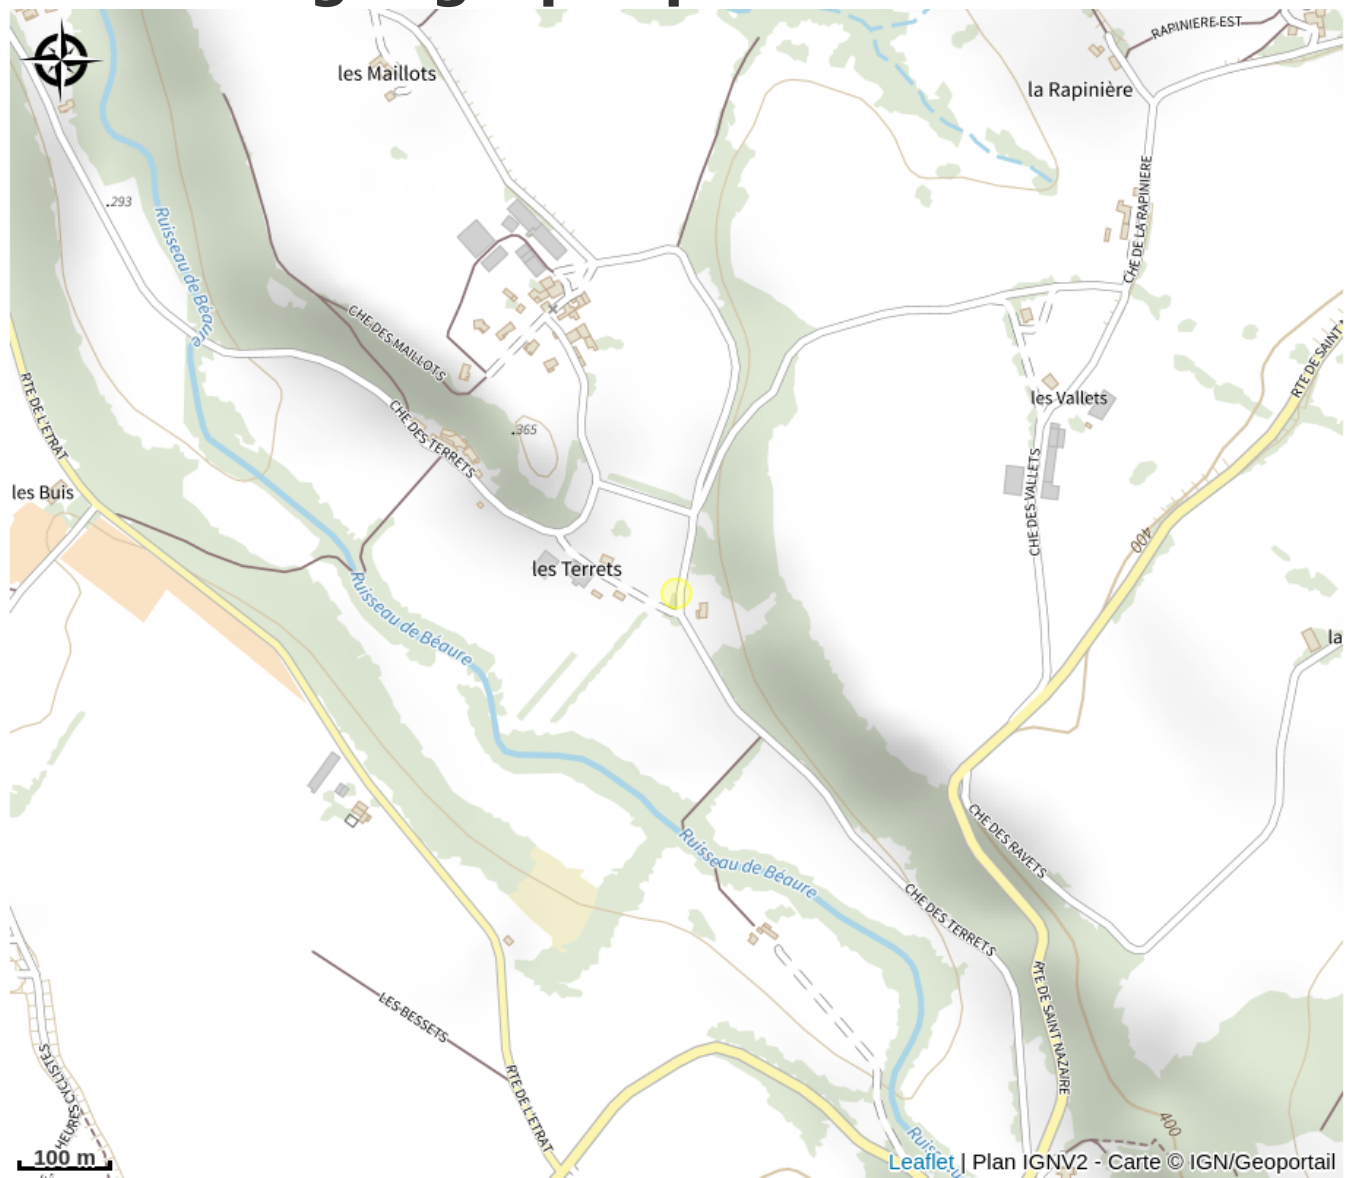 RAPINIERE-EST
les Maillots
la Rapinière
CHE DE LA RAPINIERE
.293
Ruisseau de Béaure
CHE DES MAILLOTS
RTE DE SAINT
RTE DE L'ETRAT
les Vallets
CHE DES TERRETS
.365
CHE DES VALLETS
les Buis
400
les Terrets
Ruisseau de Béaure
la
CHE DES RAVETS
Ruisseau de Béaure
CHE DES TERRETS
RTE DE SAINT NAZAIRE
LES-BESSETS
HEURES CYCLISTES
RTE DE L'ETRAT
400
100 m
Leaflet | Plan IGNV2 - Carte © IGN/Geoportail